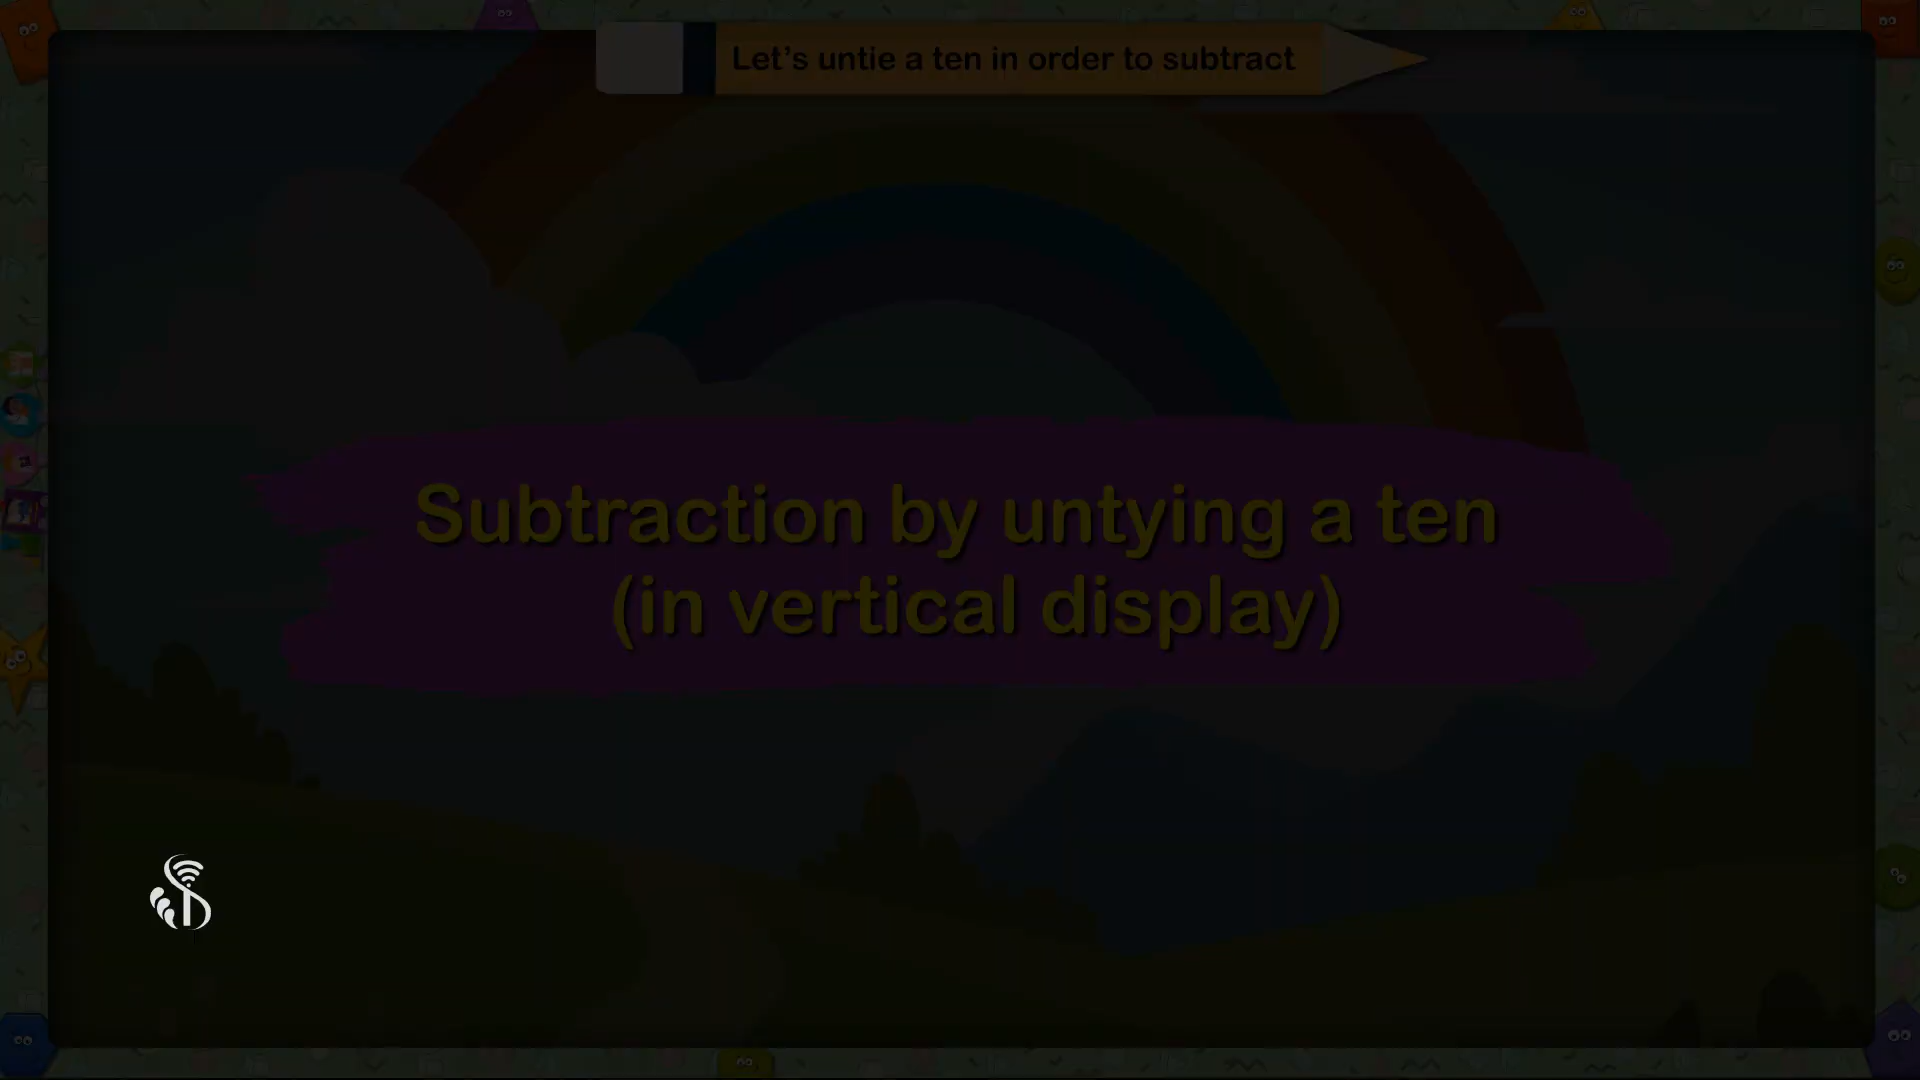 Let’s untie a ten in order to subtract
Subtraction by untying a ten
(in vertical display)